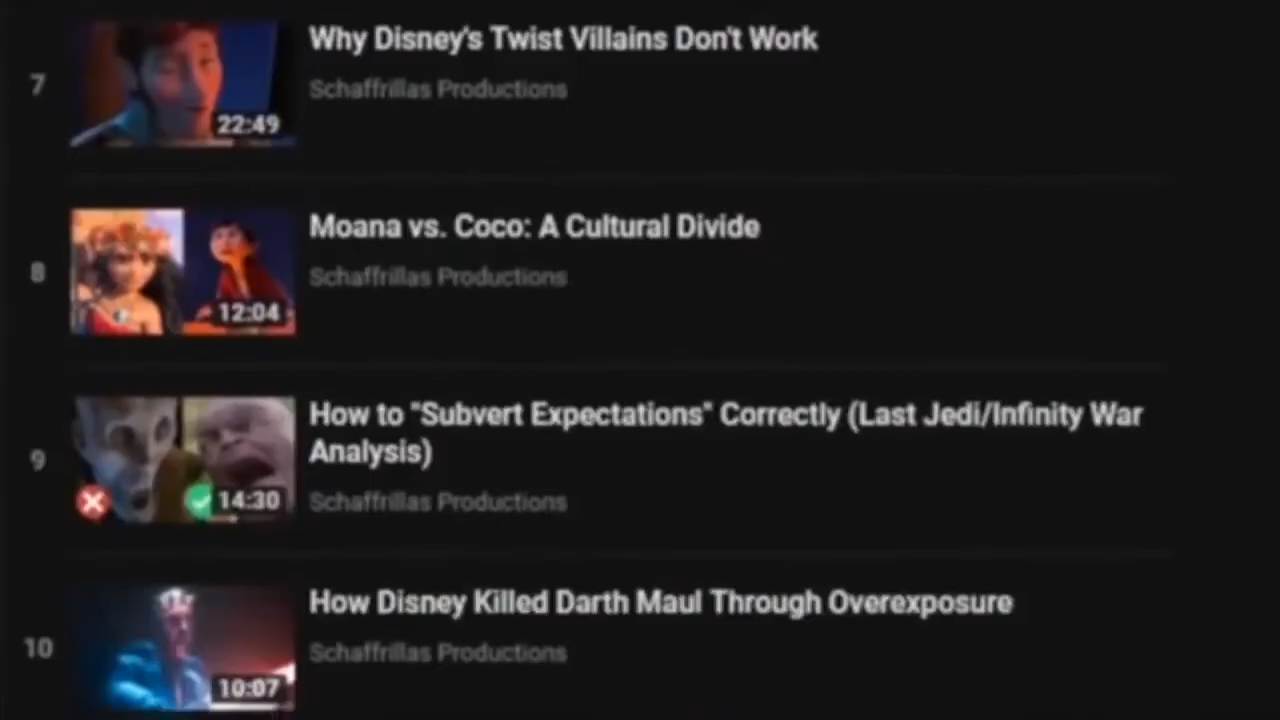 7
Why Disney's Twist Villains Don't Work
Schaffrillas Productions
22:49
8
Moana vs. Coco: A Cultural Divide
Schaffrillas Productions
12:04
9
How to "Subvert Expectations" Correctly (Last Jedi/Infinity War
Analysis)
Schaffrillas Productions
14:30
10
How Disney Killed Darth Maul Through Overexposure
Schaffrillas Productions
10:07